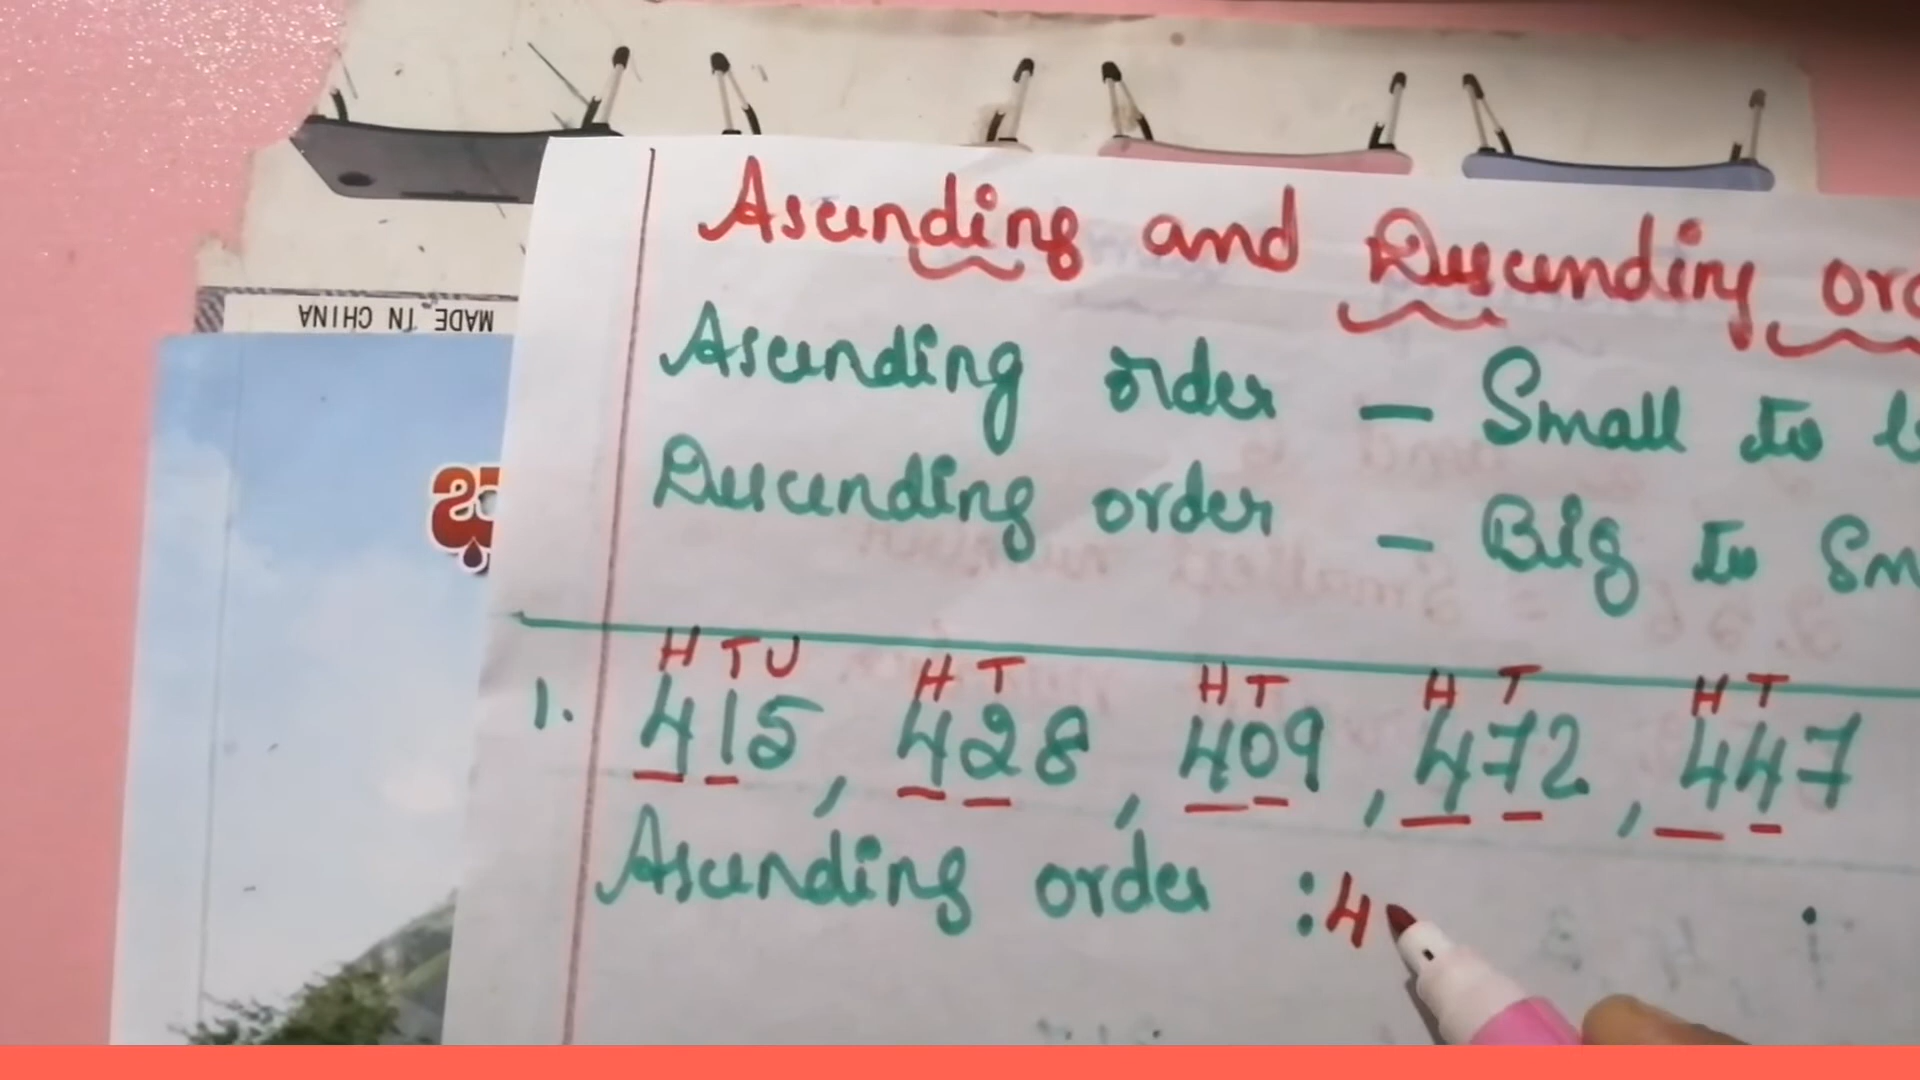 MADE IN CHINA
Ascending and Descending
Ascending order - Small to
Descending order - Big to
H T U H T H T H T H T
1. 415, 428, 409, 472, 447
Ascending order : 4